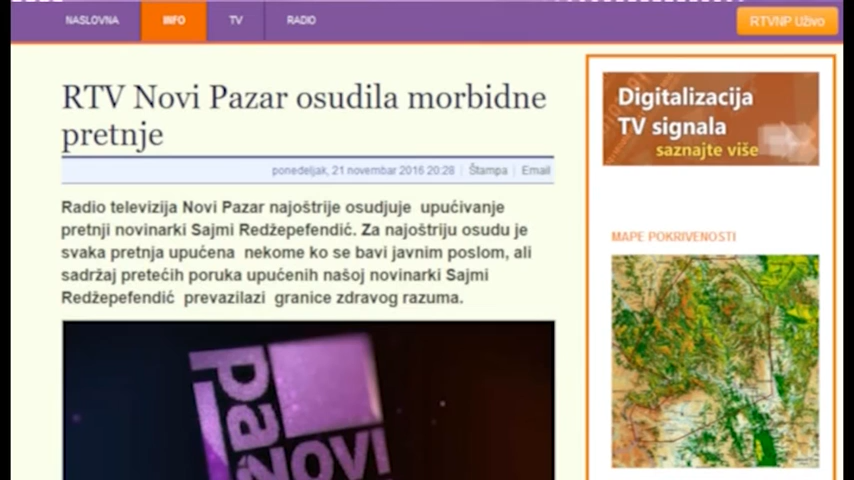 NASLOVNA INFO TV RADIO RTVNP Uživo
RTV Novi Pazar osudila morbidne
pretnje
ponedeljak, 21 novembar 2016 20:28 | Štampa | Email
Radio televizija Novi Pazar najoštrije osudjuje upućivanje
pretnji novinarki Sajmi Redžepefendić. Za najoštriju osudu je
svaka pretnja upućena nekome ko se bavi javnim poslom, ali
sadržaj pretećih poruka upućenih našoj novinarki Sajmi
Redžepefendić prevazilazi granice zdravog razuma.
paz
NOVI
Digitalizacija
TV signala
saznajte više
MAPE POKRIVENOSTI